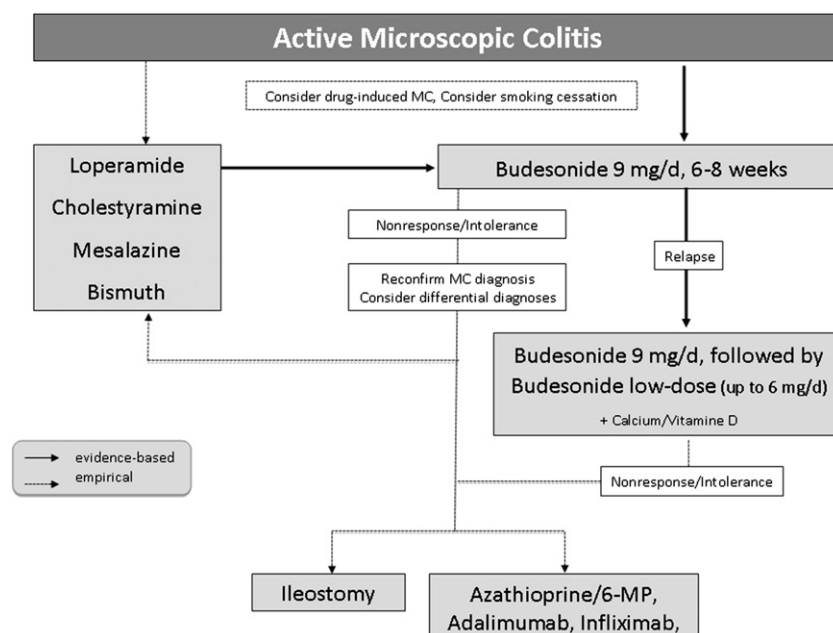 Active Microscopic Colitis
Consider drug-induced MC, Consider smoking cessation
Loperamide
Cholestyramine
Mesalazine
Bismuth
Budesonide 9 mg/d, 6-8 weeks
Nonresponse/Intolerance
Reconfirm MC diagnosis
Consider differential diagnoses
Relapse
Budesonide 9 mg/d, followed by
Budesonide low-dose (up to 6 mg/d)
+ Calcium/Vitamine D
evidence-based
empirical
Nonresponse/Intolerance
Ileostomy
Azathioprine/6-MP,
Adalimumab, Infliximab,